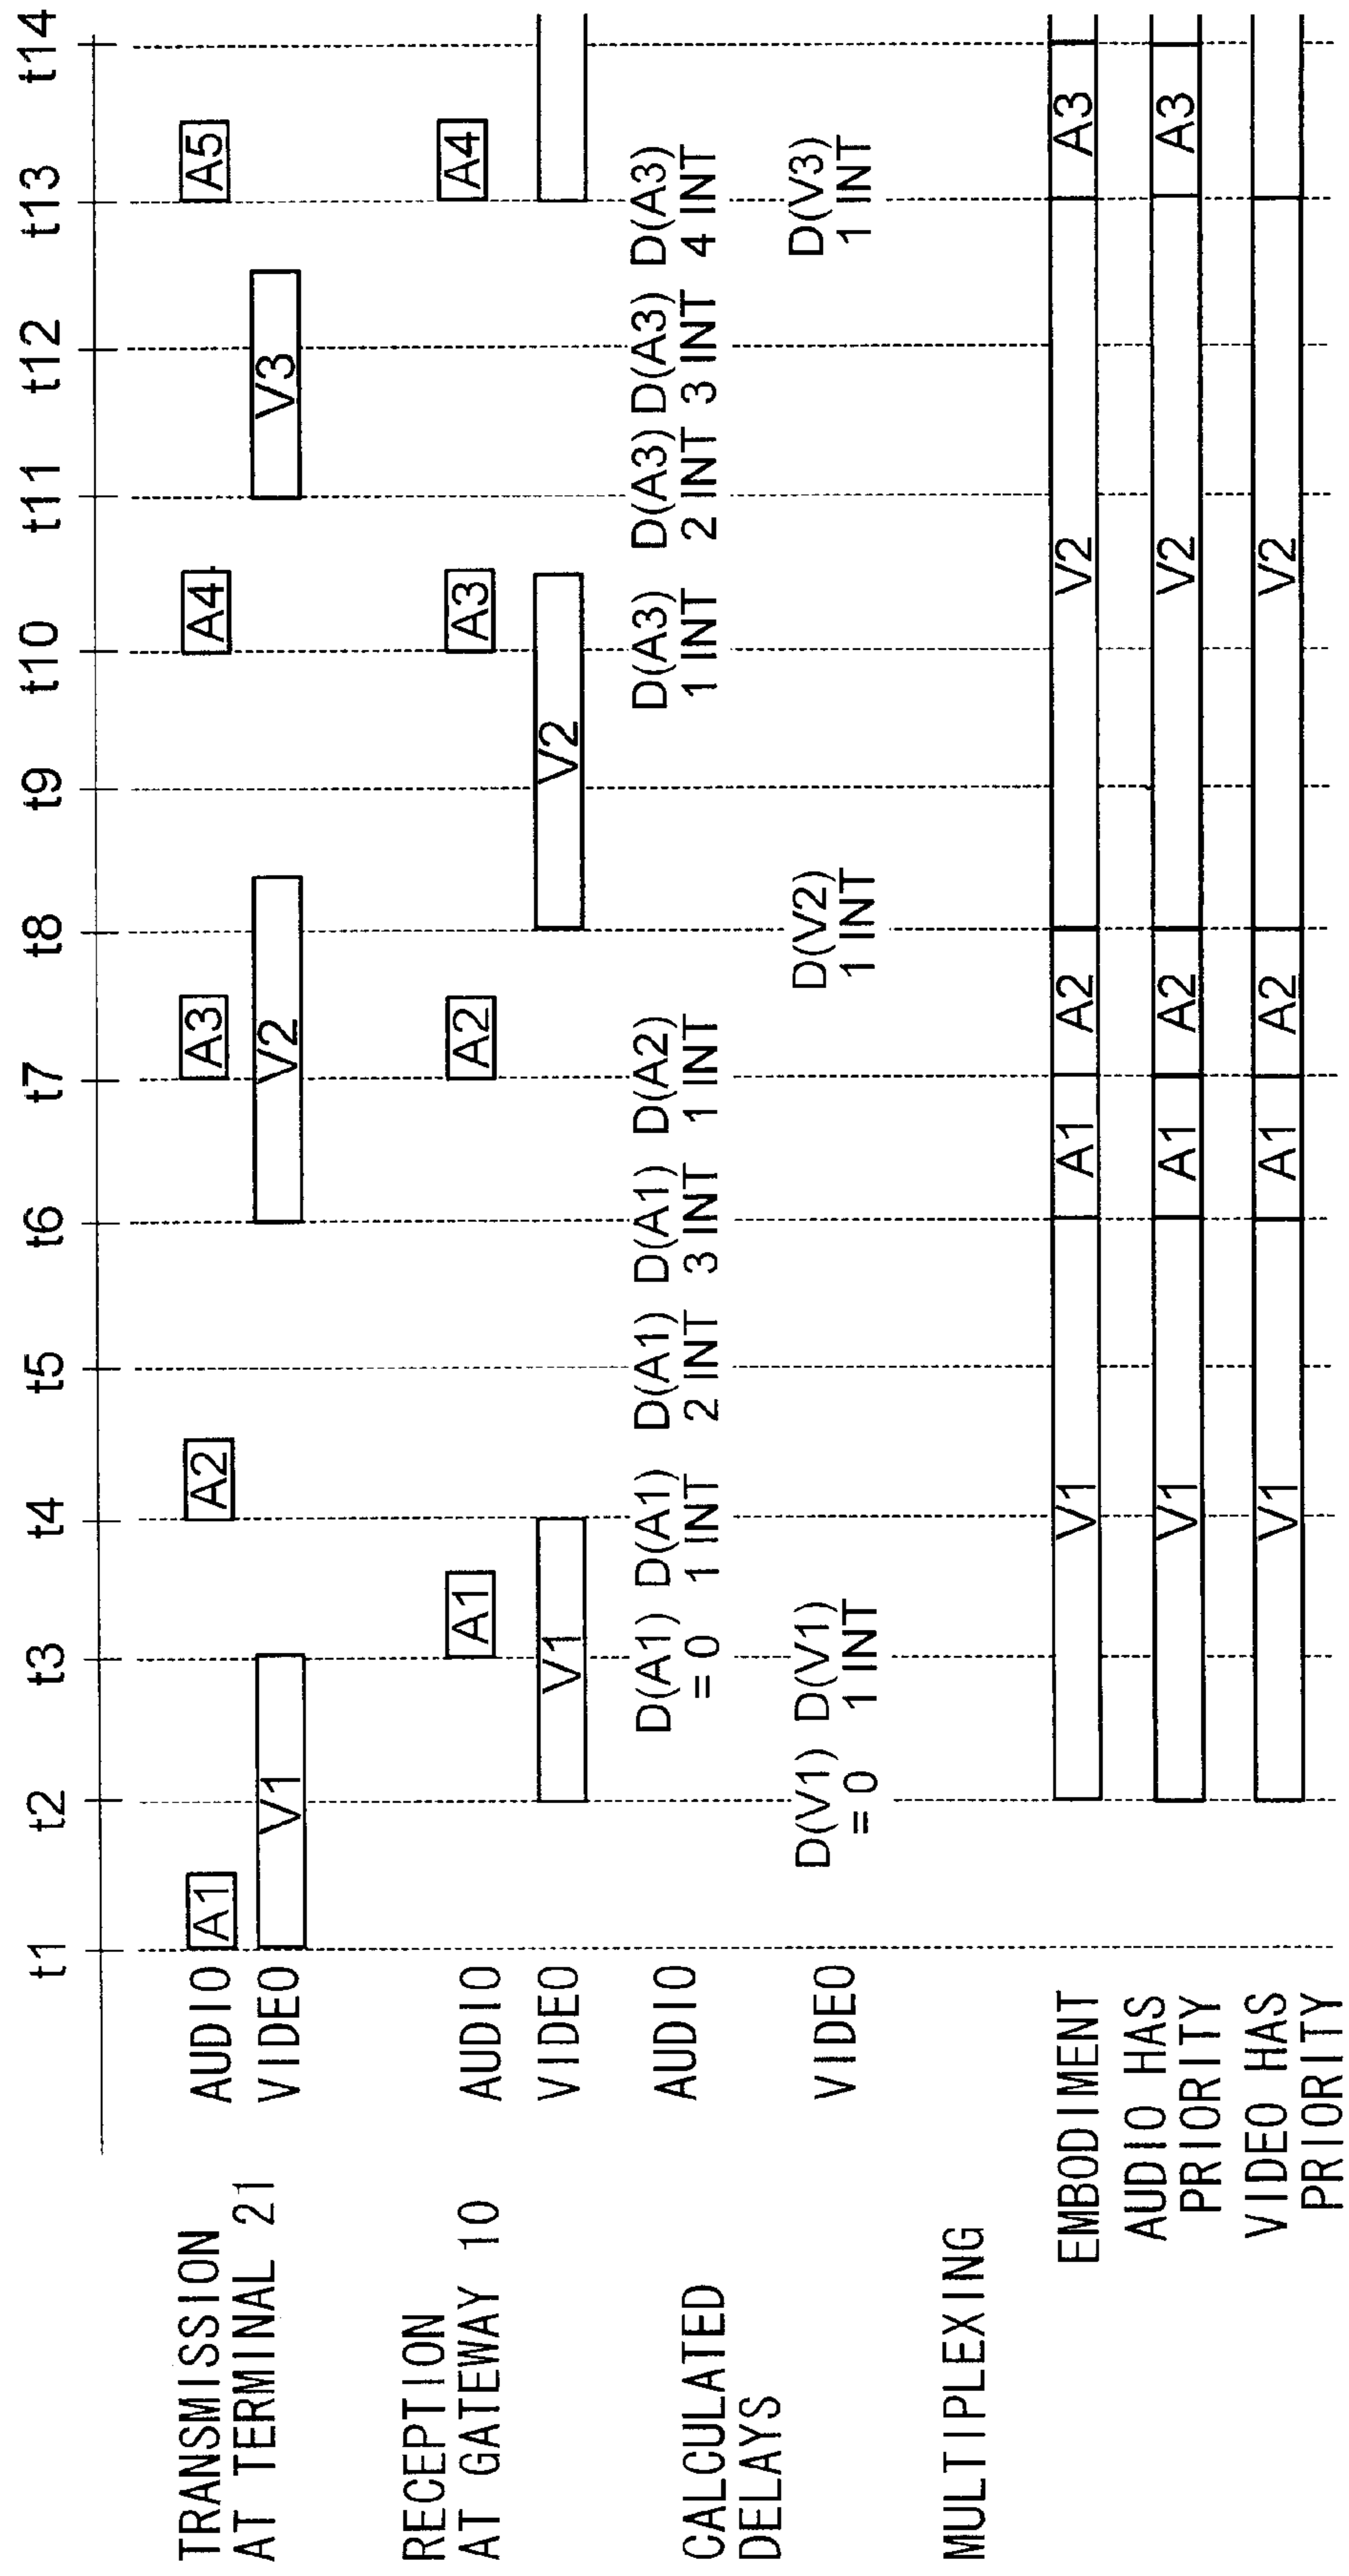 t1 t2 t3 t4 t5 t6 t7 t8 t9 t10 t11 t12 t13 t14
TRANSMISSION
AT TERMINAL 21
AUDIO A1 A2 A3 A4 A5
VIDEO V1 V2 V3
RECEPTION
AT GATEWAY 10
AUDIO A1 A2 A3 A4
VIDEO V1 V2
CALCULATED
DELAYS
AUDIO D(A1) D(A1) D(A1) D(A1) D(A2) D(A3) D(A3) D(A3) D(A3)
= 0 1 INT 2 INT 3 INT 1 INT 1 INT 2 INT 3 INT 4 INT
VIDEO D(V1) D(V1) D(V2) D(V3)
= 0 1 INT 1 INT 1 INT
MULTIPLEXING
EMBODIMENT V1 A1 A2 V2 A3
AUDIO HAS
PRIORITY V1 A1 A2 V2 A3
VIDEO HAS
PRIORITY V1 A1 A2 V2